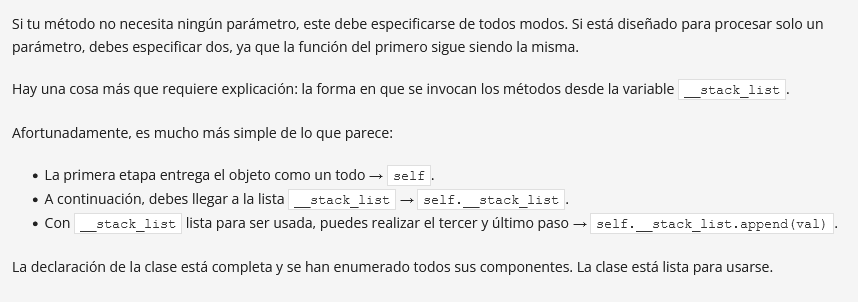 Si tu método no necesita ningún parámetro, este debe especificarse de todos modos. Si está diseñado para procesar solo un
parámetro, debes especificar dos, ya que la función del primero sigue siendo la misma.
Hay una cosa más que requiere explicación: la forma en que se invocan los métodos desde la variable __stack_list.
Afortunadamente, es mucho más simple de lo que parece:
• La primera etapa entrega el objeto como un todo → self.
• A continuación, debes llegar a la lista __stack_list → self.__stack_list.
• Con __stack_list lista para ser usada, puedes realizar el tercer y último paso → self.__stack_list.append(val).
La declaración de la clase está completa y se han enumerado todos sus componentes. La clase está lista para usarse.